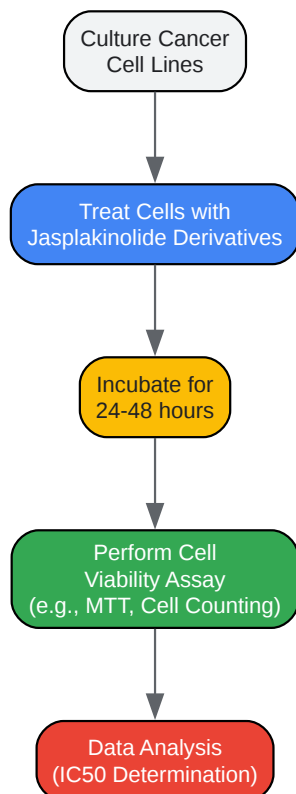 Culture Cancer
Cell Lines
Treat Cells with
Jasplakinolide Derivatives
Incubate for
24-48 hours
Perform Cell
Viability Assay
(e.g., MTT, Cell Counting)
Data Analysis
(IC50 Determination)